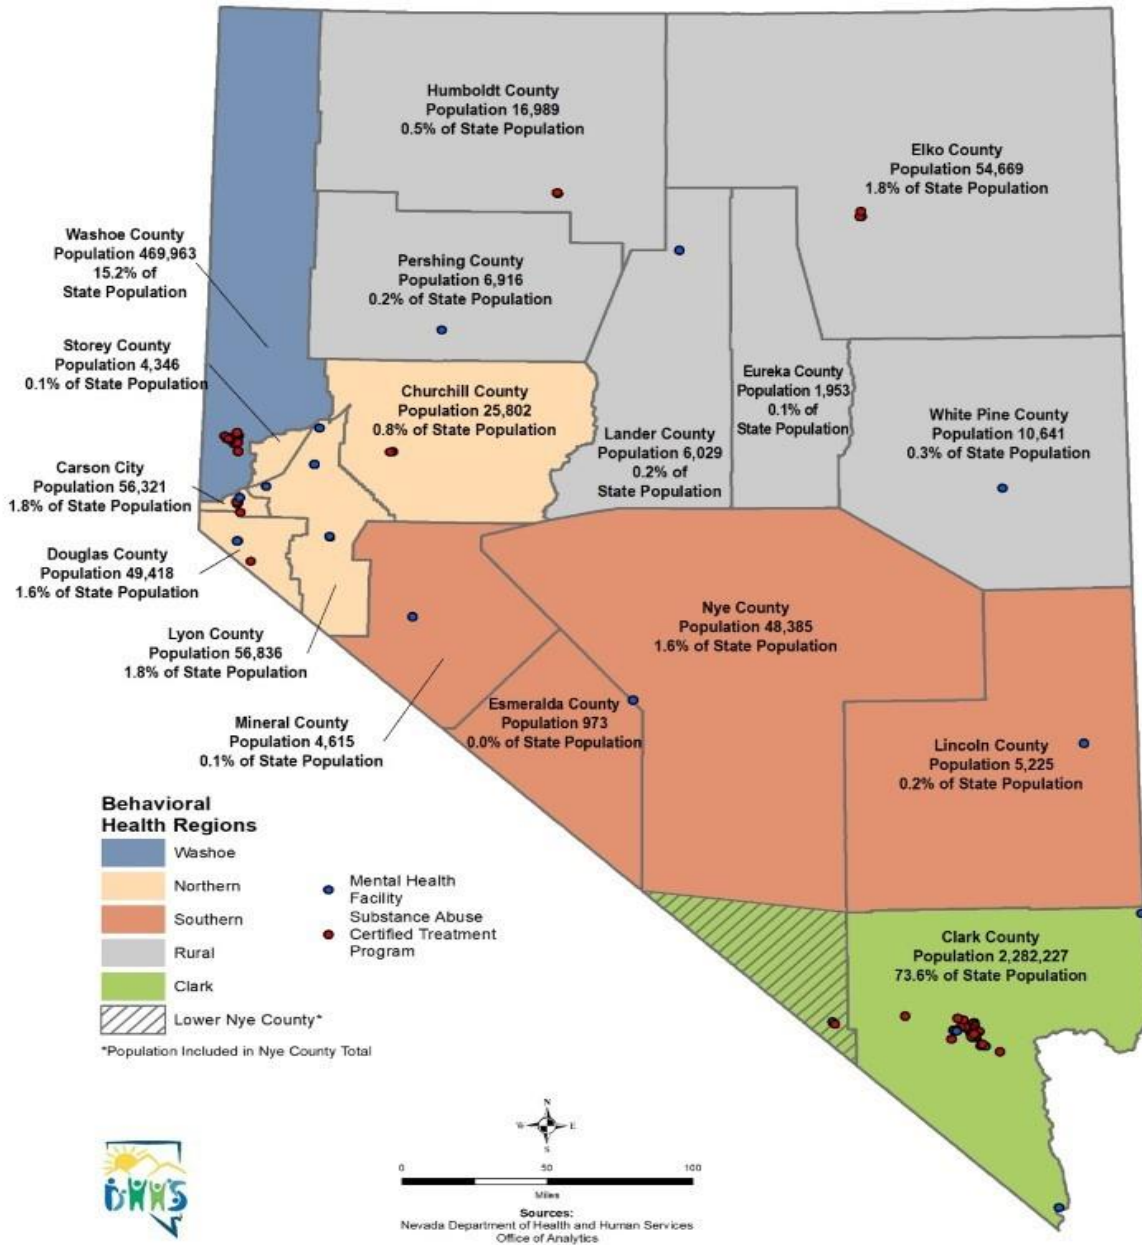 Humboldt County
Population 16,989
0.5% of State Population
Elko County
Population 54,669
1.8% of State Population
Washoe County
Population 469,963
15.2% of
State Population
Pershing County
Population 6,916
0.2% of State Population
Storey County
Population 4,346
0.1% of State Population
Churchill County
Population 25,802
0.8% of State Population
Eureka County
Population 1,953
0.1% of
State Population
White Pine County
Population 10,641
0.3% of State Population
Lander County
Population 6,029
0.2% of
State Population
Carson City
Population 56,321
1.8% of State Population
Douglas County
Population 49,418
1.6% of State Population
Nye County
Population 48,385
1.6% of State Population
Lyon County
Population 56,836
1.8% of State Population
Esmeralda County
Population 973
0.0% of State Population
Mineral County
Population 4,615
0.1% of State Population
Lincoln County
Population 5,225
0.2% of State Population
Clark County
Population 2,282,227
73.6% of State Population
Behavioral
Health Regions
Washoe
Northern
Southern
Rural
Clark
Lower Nye County*
Mental Health
Facility
Substance Abuse
Certified Treatment
Program
*Population Included in Nye County Total
N
W E
S
0 50 100
Miles
Sources:
Nevada Department of Health and Human Services
Office of Analytics
DHHS